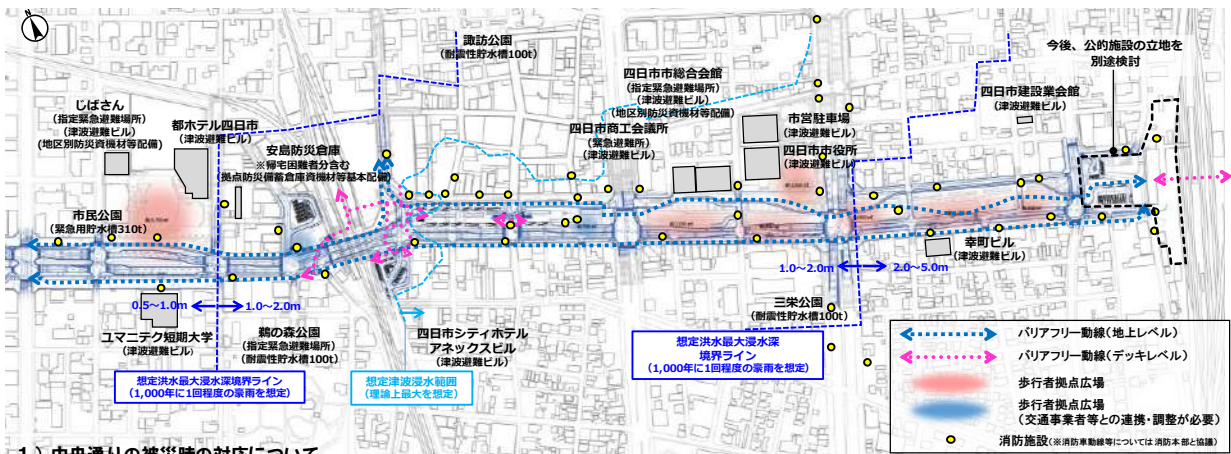 諏訪公園
（耐震性貯水槽100t）
今後、公的施設の立地を
別途検討
四日市市総合会館
（指定緊急避難場所）
（津波避難ビル）
（地区別防災資機材等配備）
四日市建設業会館
（津波避難ビル）
じばさん
（指定緊急避難場所）
（津波避難ビル）
（地区別防災資機材等配備）
都ホテル四日市
（津波避難ビル）
安島防災倉庫
※帰宅困難者分含む
（拠点防災備蓄倉庫資機材等基本配備）
四日市商工会議所
（緊急避難所）
（津波避難ビル）
市営駐車場
（津波避難ビル）
四日市市役所
（津波避難ビル）
市民公園
（緊急用貯水槽310t）
幸町ビル
（津波避難ビル）
1.0～2.0m
2.0～5.0m
0.5～1.0m
1.0～2.0m
三栄公園
（耐震性貯水槽100t）
ユマニテク短期大学
（津波避難ビル）
鵜の森公園
（指定緊急避難場所）
（耐震性貯水槽100t）
四日市シティホテル
アネックスビル
（津波避難ビル）
想定洪水最大浸水深境界ライン
（1,000年に1回程度の豪雨を想定）
想定津波浸水範囲
（理論上最大を想定）
想定洪水最大浸水深
境界ライン
（1,000年に1回程度の豪雨を想定）
バリアフリー動線（地上レベル）
バリアフリー動線（デッキレベル）
歩行者拠点広場
歩行者拠点広場
（交通事業者等との連携・調整が必要）
消防施設（※消防車動線等については消防本部と協議）
１）中央通りの被災時の対応について